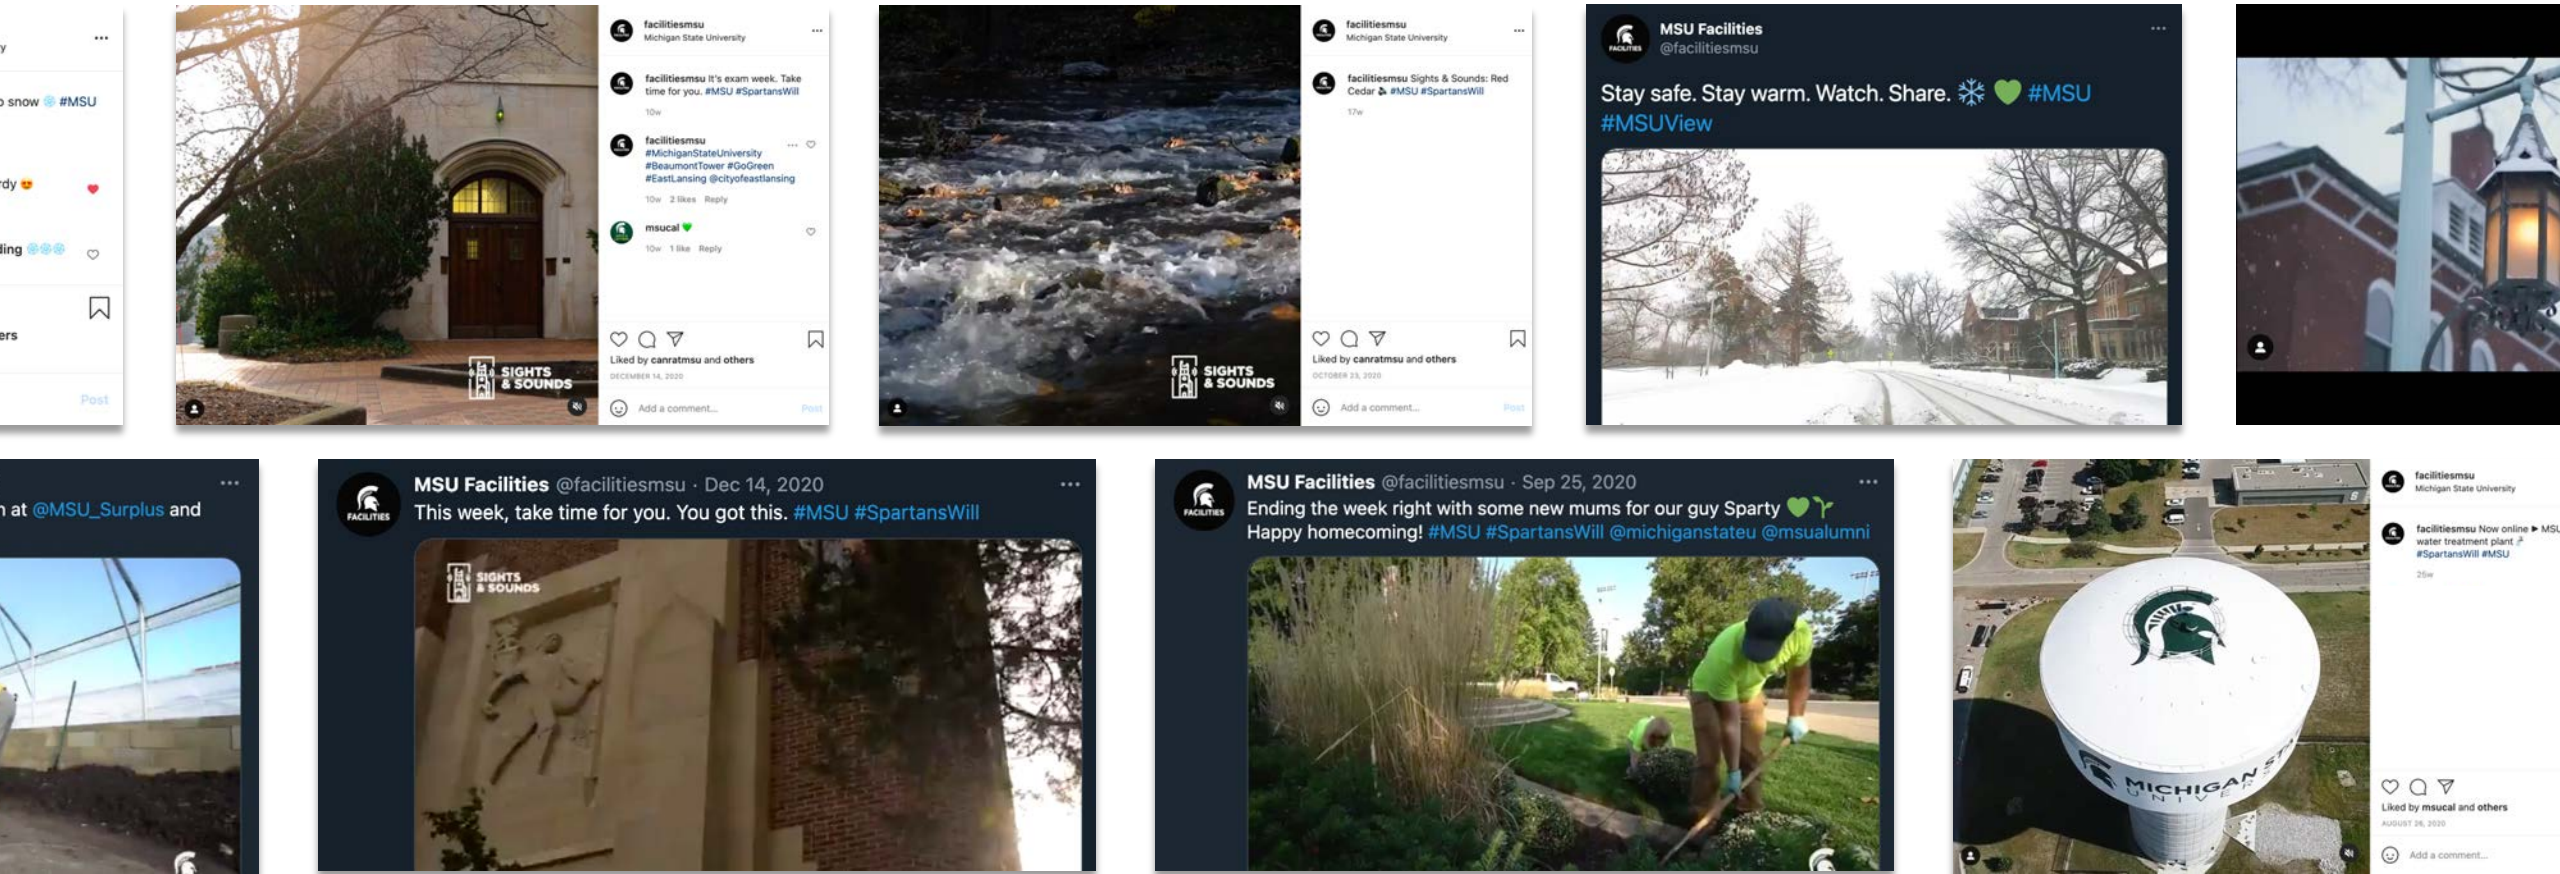 y
o snow #MSU
rdy
ding
ers
Post
facilitiesmsu
Michigan State University
facilitiesmsu It's exam week. Take
time for you. #MSU #SpartansWill
10w
facilitiesmsu
#MichiganStateUniversity
#BeaumontTower #GoGreen
#EastLansing @cityofeastlansing
10w 2 likes Reply
msucal
10w 1 like Reply
Liked by canratmsu and others
DECEMBER 14, 2020
Add a comment...
Post
SIGHTS
& SOUNDS
facilitiesmsu
Michigan State University
facilitiesmsu Sights & Sounds: Red
Cedar #MSU #SpartansWill
17w
Liked by canratmsu and others
OCTOBER 23, 2020
Add a comment...
Post
SIGHTS
& SOUNDS
FACILITIES
MSU Facilities
@facilitiesmsu
Stay safe. Stay warm. Watch. Share. ❄ 💚 #MSU
#MSUView
n at @MSU_Surplus and
FACILITIES
MSU Facilities @facilitiesmsu · Dec 14, 2020
This week, take time for you. You got this. #MSU #SpartansWill
SIGHTS
& SOUNDS
FACILITIES
MSU Facilities @facilitiesmsu · Sep 25, 2020
Ending the week right with some new mums for our guy Sparty 💚🌱
Happy homecoming! #MSU #SpartansWill @michiganstateu @msualumni
MICHIGAN S
UNIVER
facilitiesmsu
Michigan State University
facilitiesmsu Now online ▶ MSU
water treatment plant
#SpartansWill #MSU
25w
Liked by msucal and others
AUGUST 26, 2020
Add a comment...